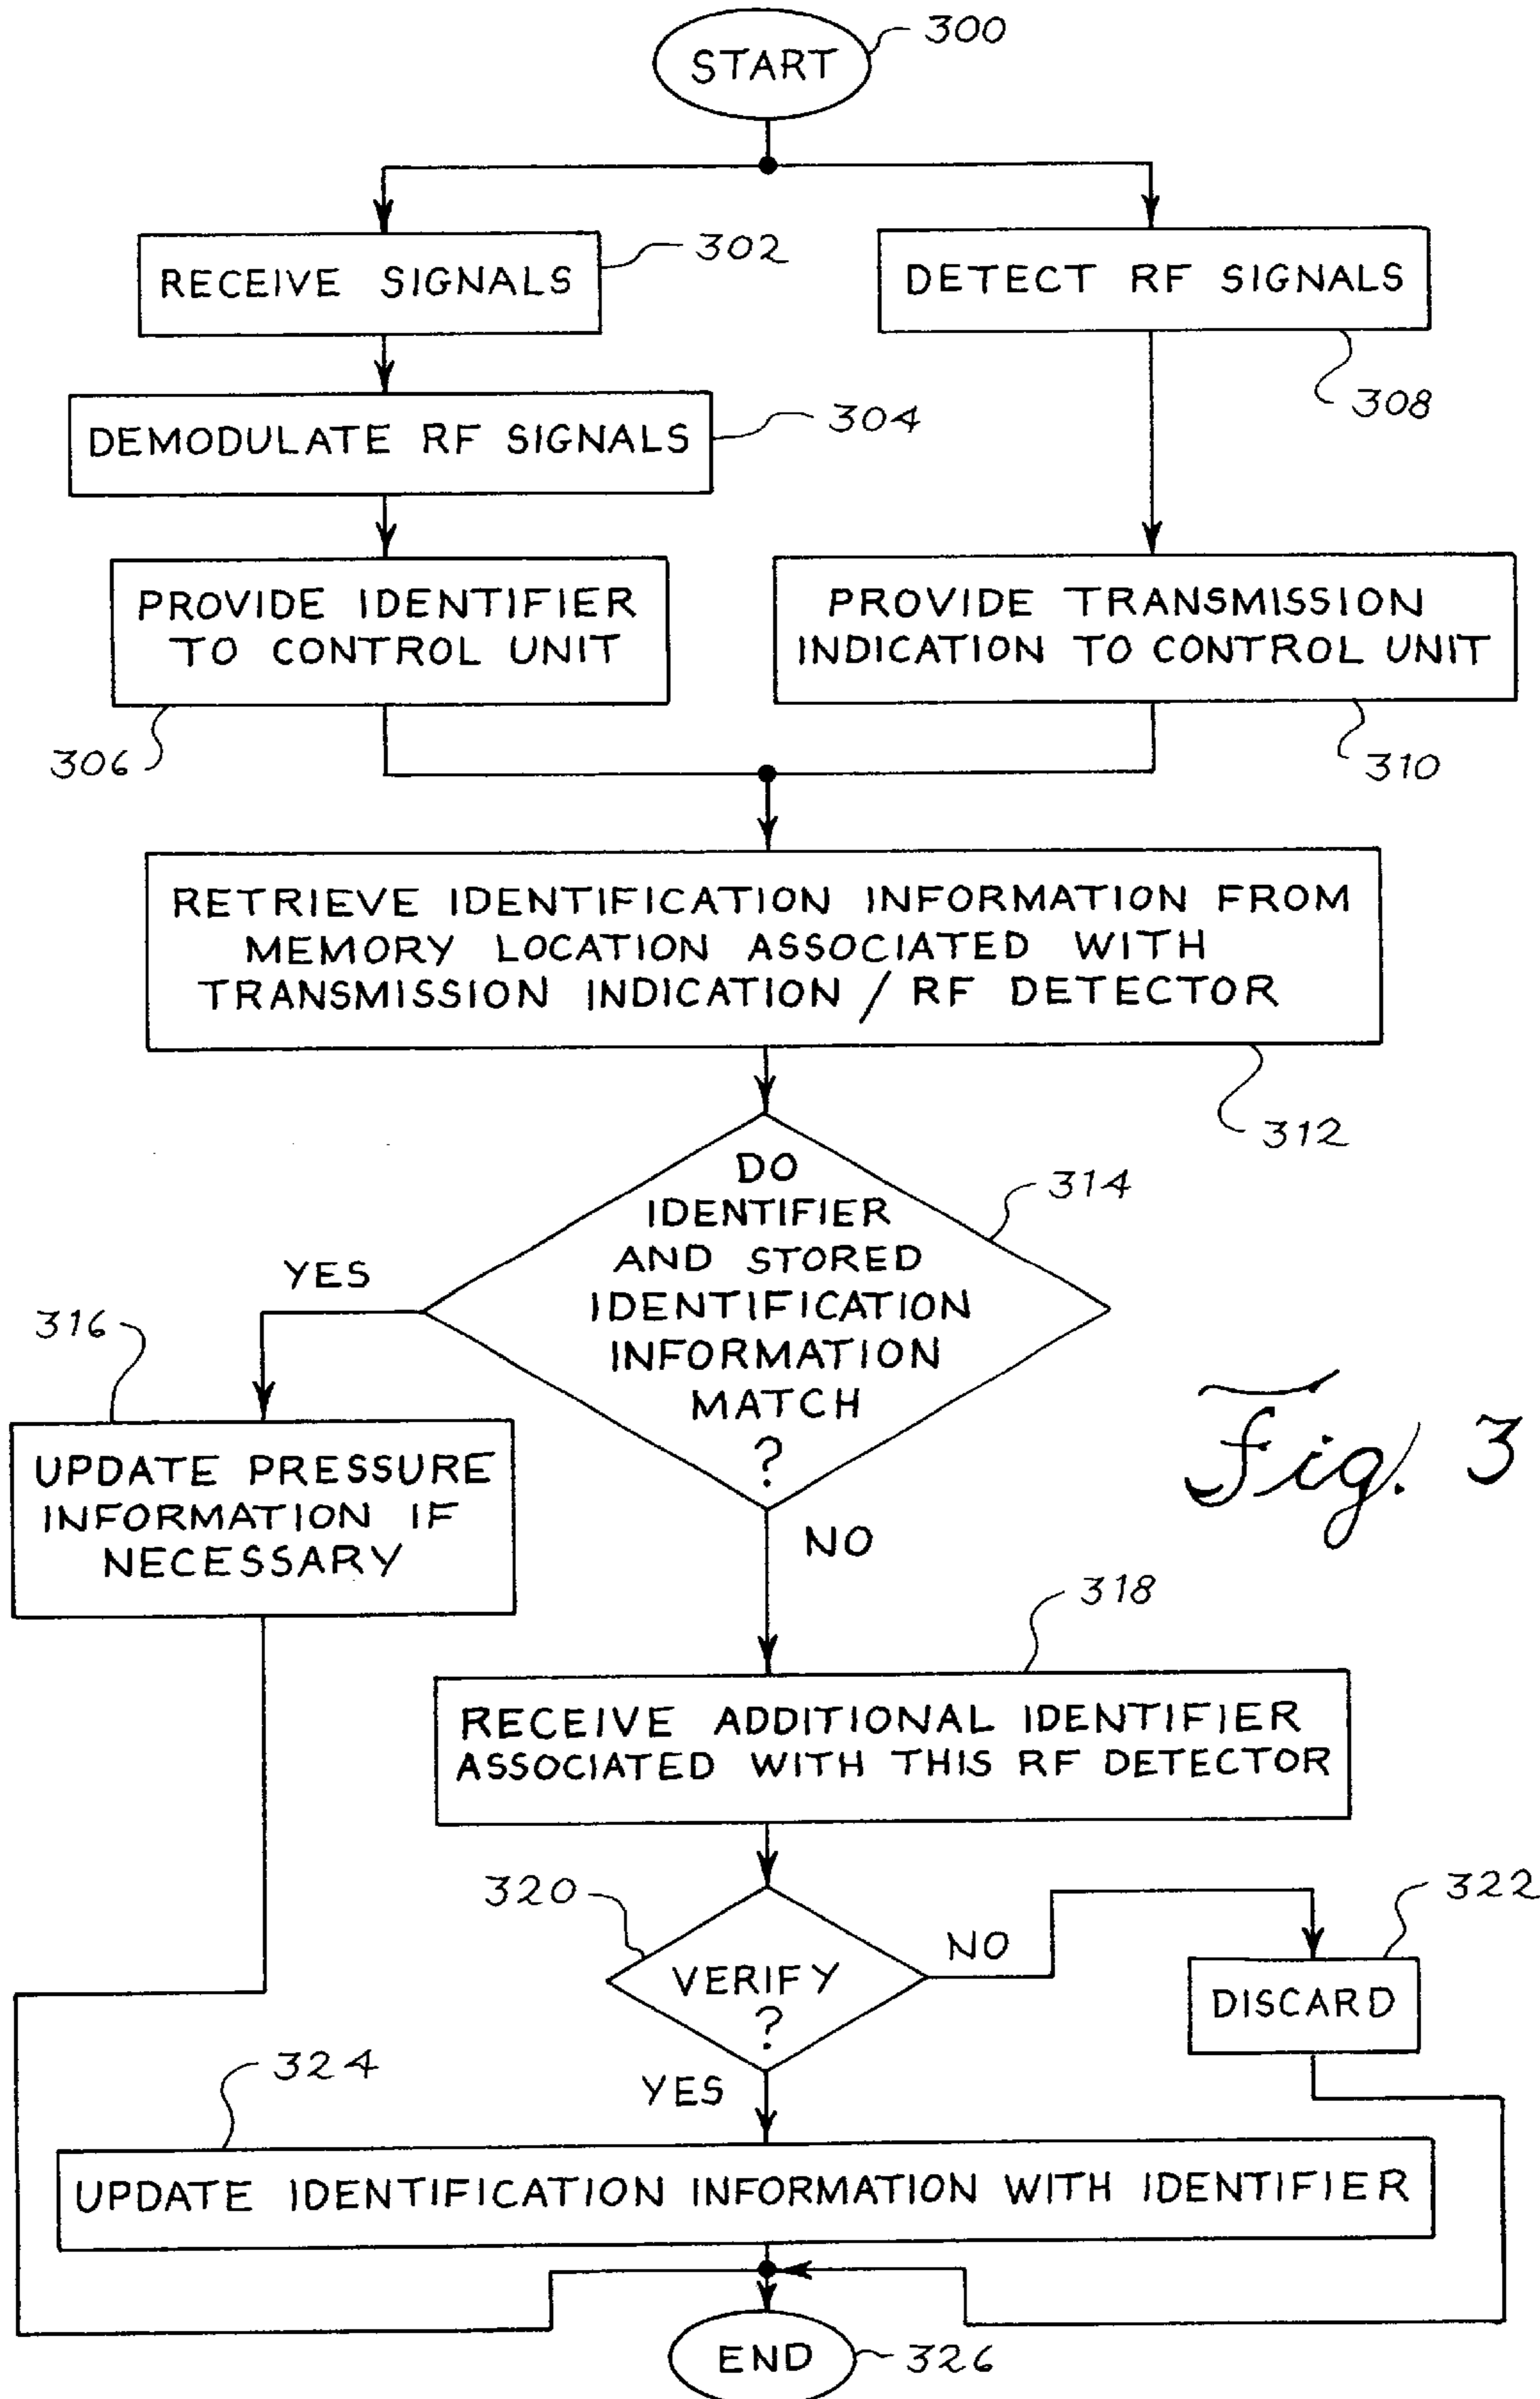 START
300
RECEIVE SIGNALS
302
DETECT RF SIGNALS
308
DEMODULATE RF SIGNALS
304
PROVIDE IDENTIFIER
TO CONTROL UNIT
306
PROVIDE TRANSMISSION
INDICATION TO CONTROL UNIT
310
RETRIEVE IDENTIFICATION INFORMATION FROM
MEMORY LOCATION ASSOCIATED WITH
TRANSMISSION INDICATION / RF DETECTOR
312
DO
IDENTIFIER
AND STORED
IDENTIFICATION
INFORMATION
MATCH
?
314
YES
316
UPDATE PRESSURE
INFORMATION IF
NECESSARY
NO
Fig. 3
318
RECEIVE ADDITIONAL IDENTIFIER
ASSOCIATED WITH THIS RF DETECTOR
320
VERIFY
?
NO
322
DISCARD
YES
324
UPDATE IDENTIFICATION INFORMATION WITH IDENTIFIER
END
326